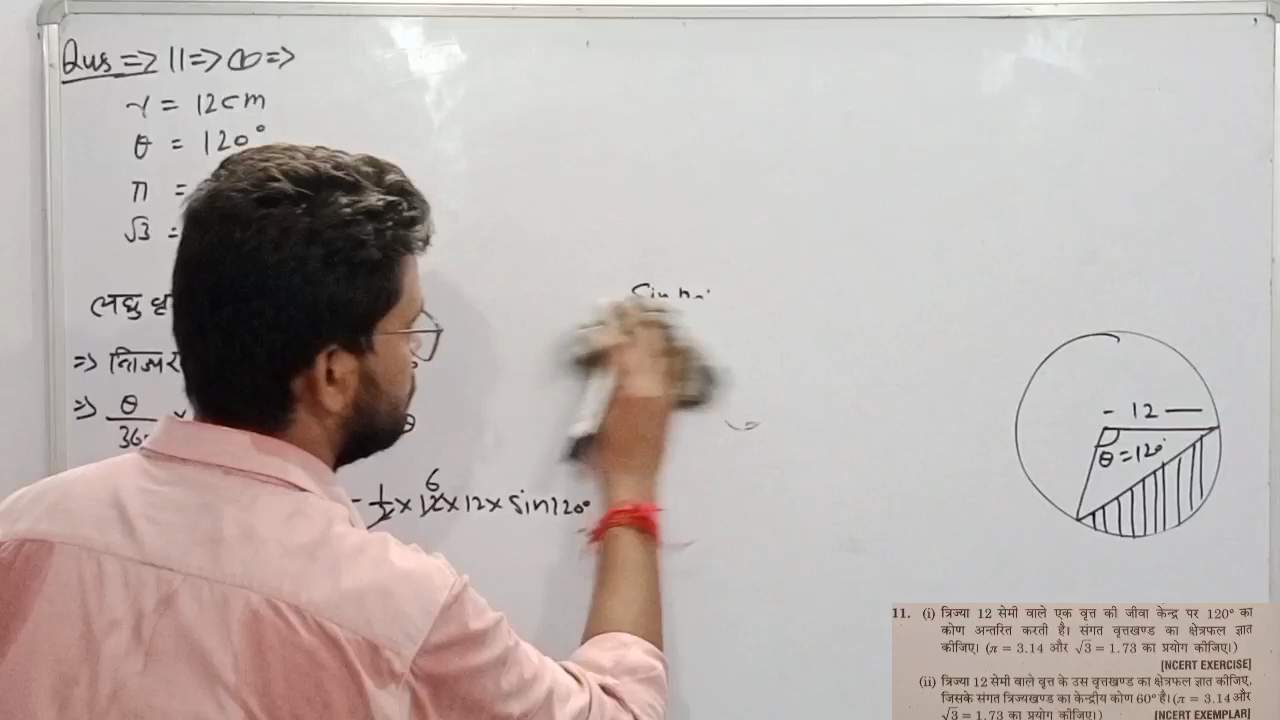 Qus => 11 => (i) =>
r = 12cm
θ = 120°
π =
√3 =
लघु
=>
=> θ
θ
= 1/2 × 12 × 12 × Sin120°
6
- 12 —
θ = 120°
11. (i) त्रिज्या 12 सेमी वाले एक वृत्त की जीवा केन्द्र पर 120° का
कोण अन्तरित करती है। संगत वृत्तखण्ड का क्षेत्रफल ज्ञात
कीजिए। (π = 3.14 और √3 = 1.73 का प्रयोग कीजिए।)
[NCERT EXERCISE]
(ii) त्रिज्या 12 सेमी वाले वृत्त के उस वृत्तखण्ड का क्षेत्रफल ज्ञात कीजिए,
जिसके संगत त्रिज्यखण्ड का केन्द्रीय कोण 60° है। (π = 3.14 और
√3 = 1.73 का प्रयोग कीजिए।) [NCERT EXEMPLAR]